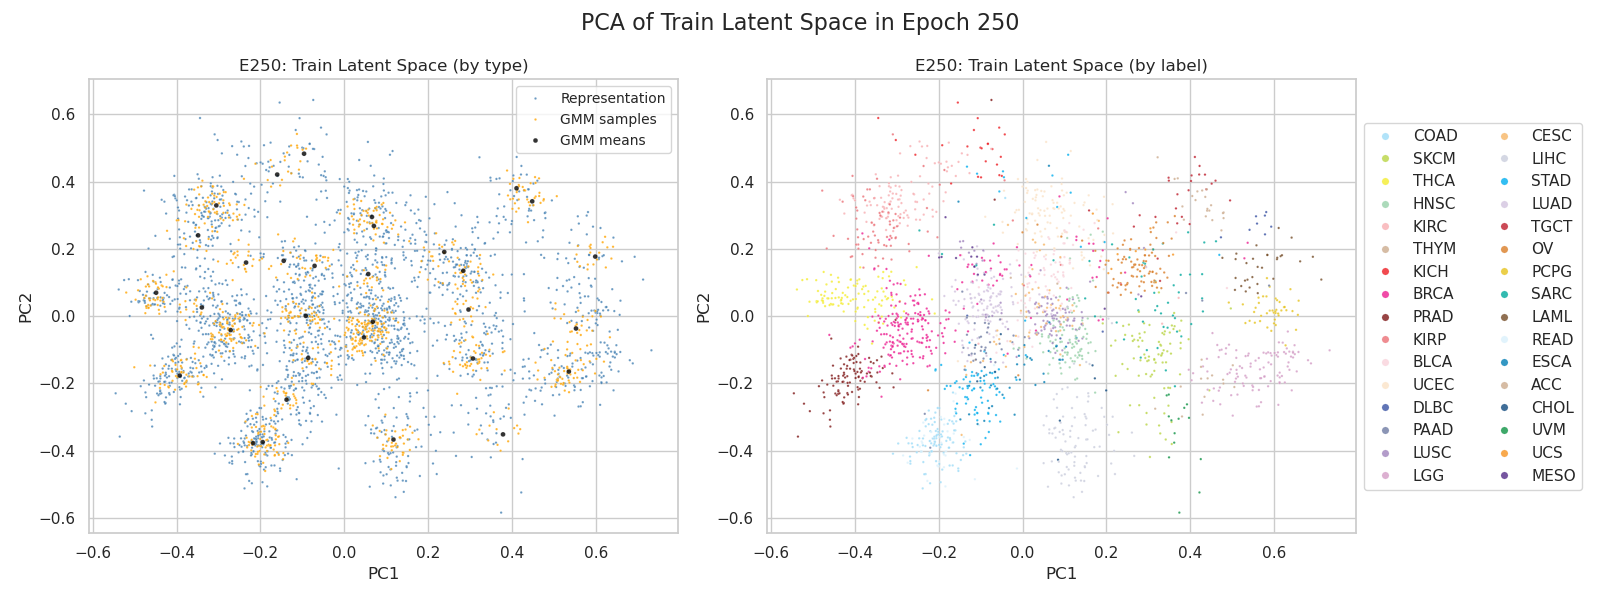 PCA of Train Latent Space in Epoch 250
E250: Train Latent Space (by type)
0.6
0.4
0.2
0.0
−0.2
−0.4
−0.6
PC2
−0.6 −0.4 −0.2 0.0 0.2 0.4 0.6
PC1
Representation
GMM samples
GMM means
E250: Train Latent Space (by label)
0.6
0.4
0.2
0.0
−0.2
−0.4
−0.6
PC2
−0.6 −0.4 −0.2 0.0 0.2 0.4 0.6
PC1
COAD
SKCM
THCA
HNSC
KIRC
THYM
KICH
BRCA
PRAD
KIRP
BLCA
UCEC
DLBC
PAAD
LUSC
LGG
CESC
LIHC
STAD
LUAD
TGCT
OV
PCPG
SARC
LAML
READ
ESCA
ACC
CHOL
UVM
UCS
MESO